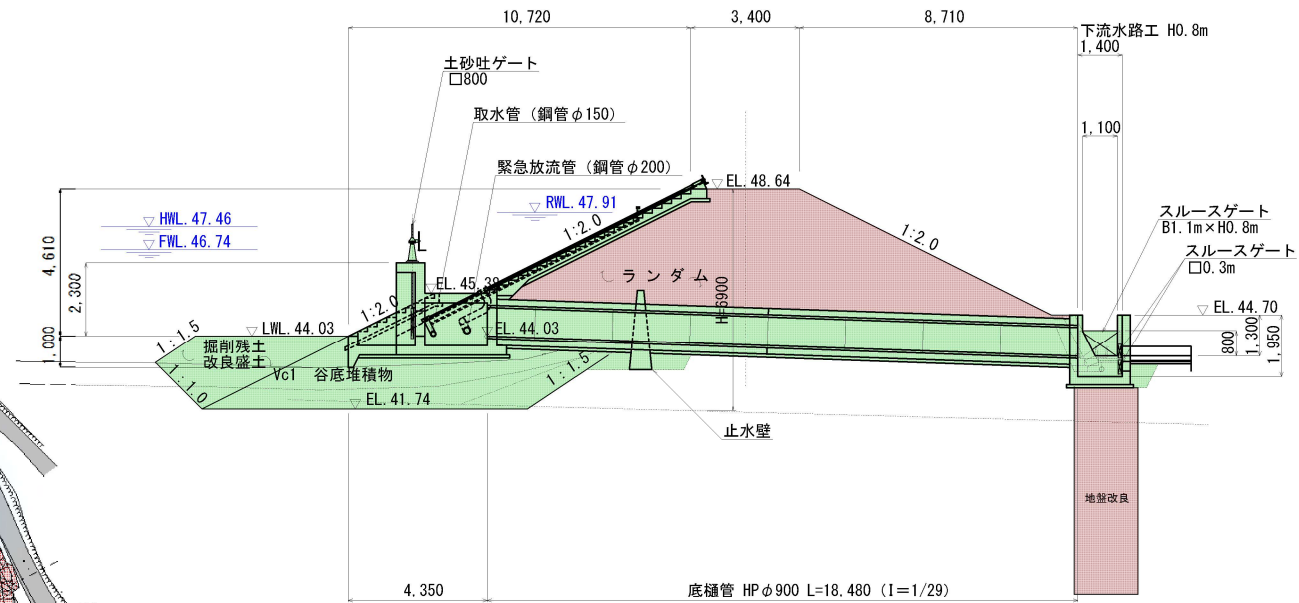 10,720
3,400
8,710
下流水路工 H0.8m
1,400
土砂吐ゲート
□800
取水管（鋼管φ150）
1,100
緊急放流管（鋼管φ200）
EL.48.64
RWL.47.91
HWL.47.46
FWL.46.74
1:2.0
1:2.0
スルースゲート
B1.1m×H0.8m
スルースゲート
□0.3m
4,610
2,300
ランダム
EL.45.39
H=6900
1:2.0
EL.44.70
1:1.5
LWL.44.03
EL.44.03
800
1,300
1,950
1,000
掘削残土
改良盛土
Vc1 谷底堆積物
1:1.0
1:1.5
EL.41.74
止水壁
地盤改良
4,350
底樋管 HPφ900 L=18,480 (I=1/29)